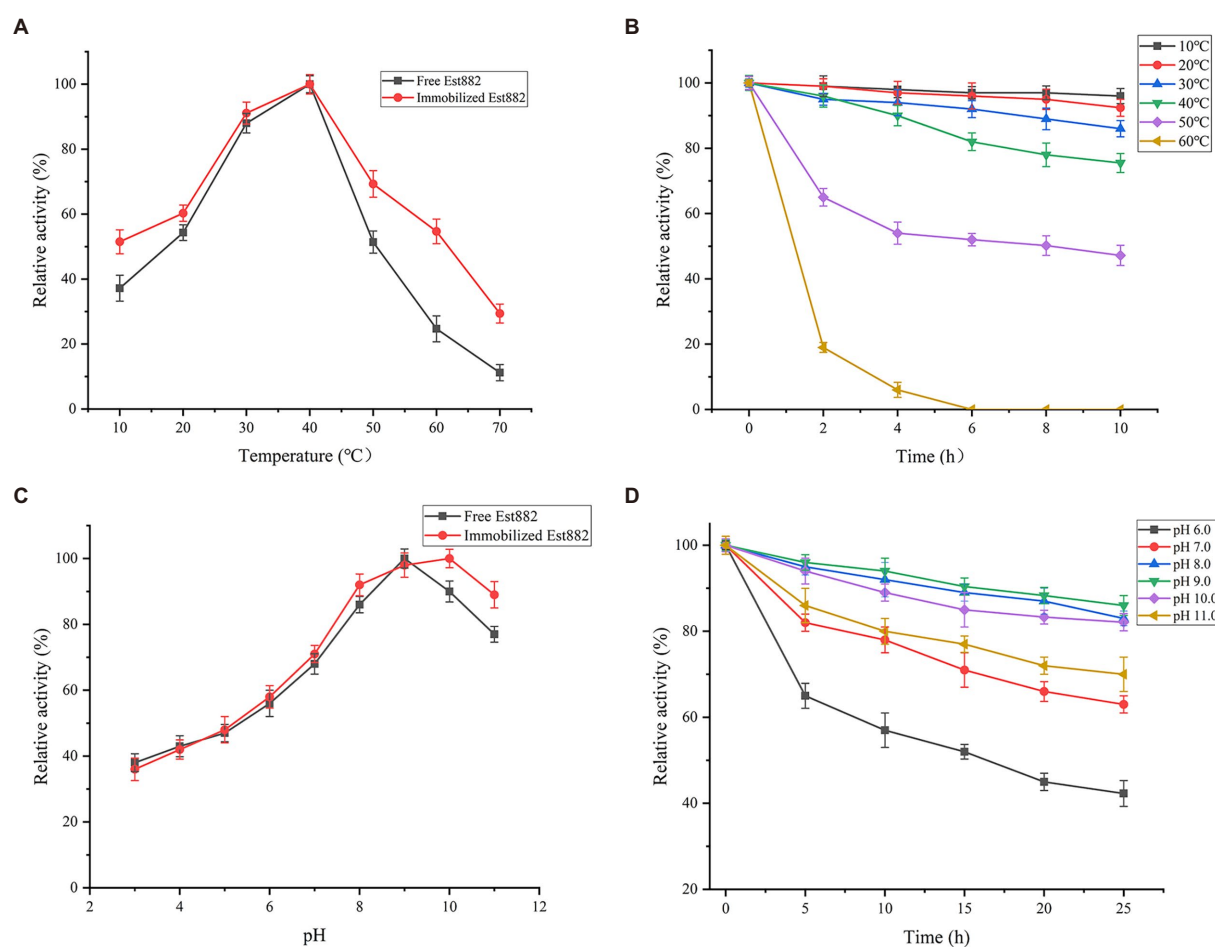 A
Free Est882
Immobilized Est882
Relative activity (%)
100
80
60
40
20
0
10 20 30 40 50 60 70
Temperature (℃)
B
10℃
20℃
30℃
40℃
50℃
60℃
Relative activity (%)
100
80
60
40
20
0
0 2 4 6 8 10
Time (h)
C
Free Est882
Immobilized Est882
Relative activity (%)
100
80
60
40
20
0
2 4 6 8 10 12
pH
D
pH 6.0
pH 7.0
pH 8.0
pH 9.0
pH 10.0
pH 11.0
Relative activity (%)
100
80
60
40
20
0 5 10 15 20 25
Time (h)